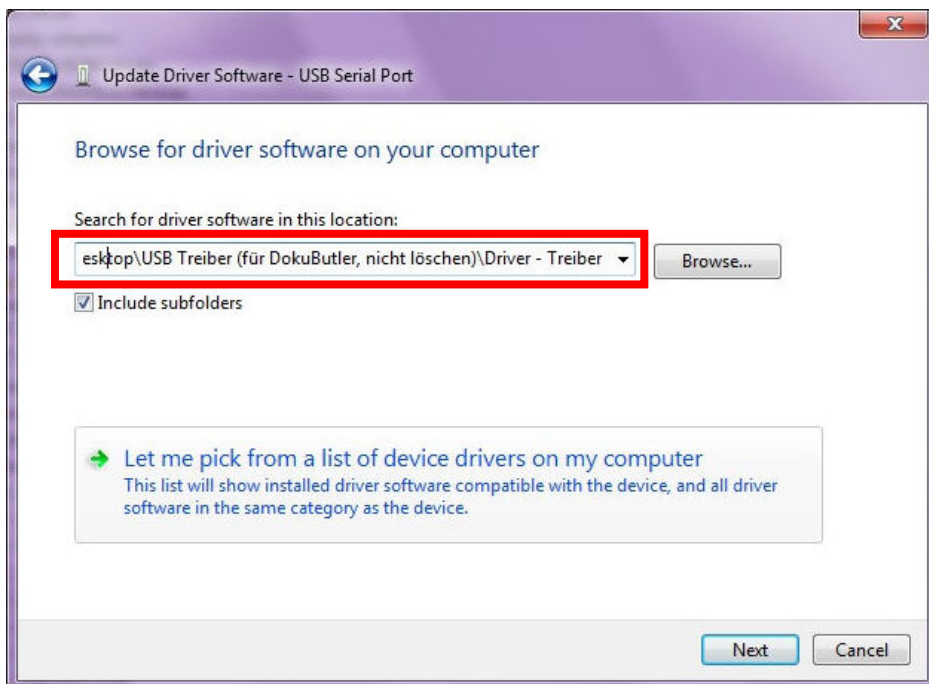 Update Driver Software - USB Serial Port
Browse for driver software on your computer
Search for driver software in this location:
esktop\USB Treiber (für DokuButler, nicht löschen)\Driver - Treiber
Browse...
Include subfolders
Let me pick from a list of device drivers on my computer
This list will show installed driver software compatible with the device, and all driver
software in the same category as the device.
Next
Cancel